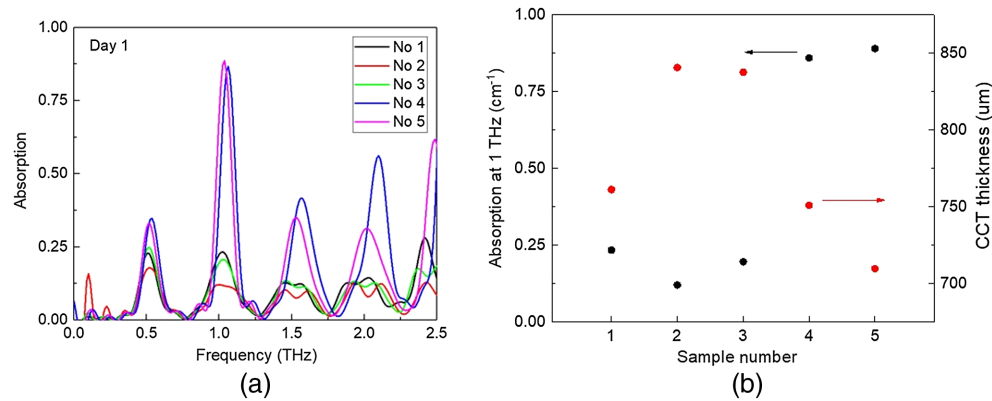 Day 1
No 1
No 2
No 3
No 4
No 5
1.00
0.75
0.50
0.25
0.00
Absorption
0.0
0.5
1.0
1.5
2.0
2.5
Frequency (THz)
(a)
1.00
0.75
0.50
0.25
0.00
Absorption at 1 THz (cm⁻¹)
850
800
750
700
CCT thickness (um)
1
2
3
4
5
Sample number
(b)